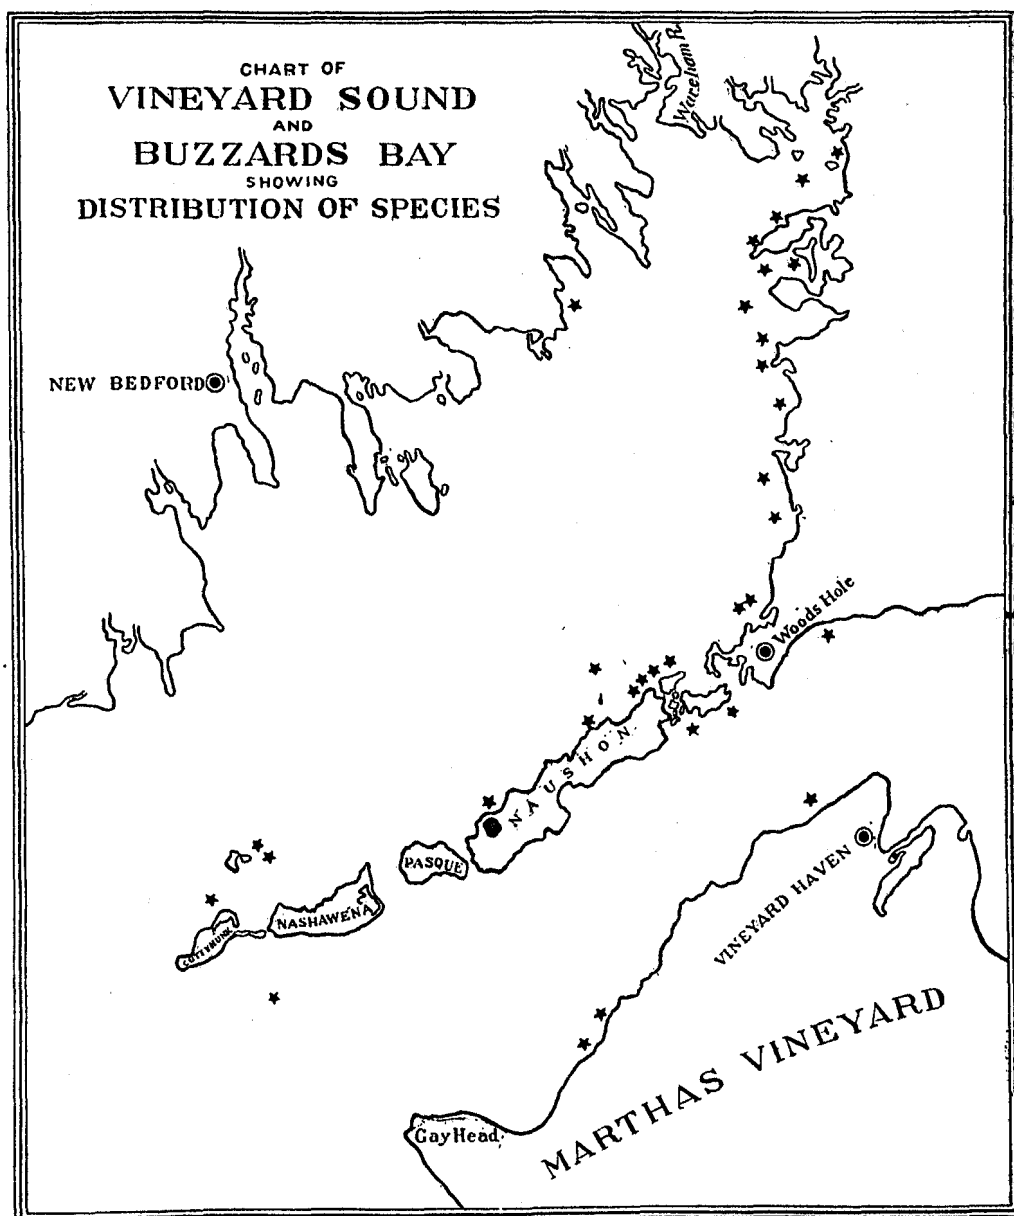 CHART OF
VINEYARD SOUND
AND
BUZZARDS BAY
SHOWING
DISTRIBUTION OF SPECIES
Wareham R.
NEW BEDFORD
Woods Hole
NAUSHON
PASQUE
NASHAWENA
CUTTYHUNK
VINEYARD HAVEN
MARTHAS VINEYARD
Gay Head